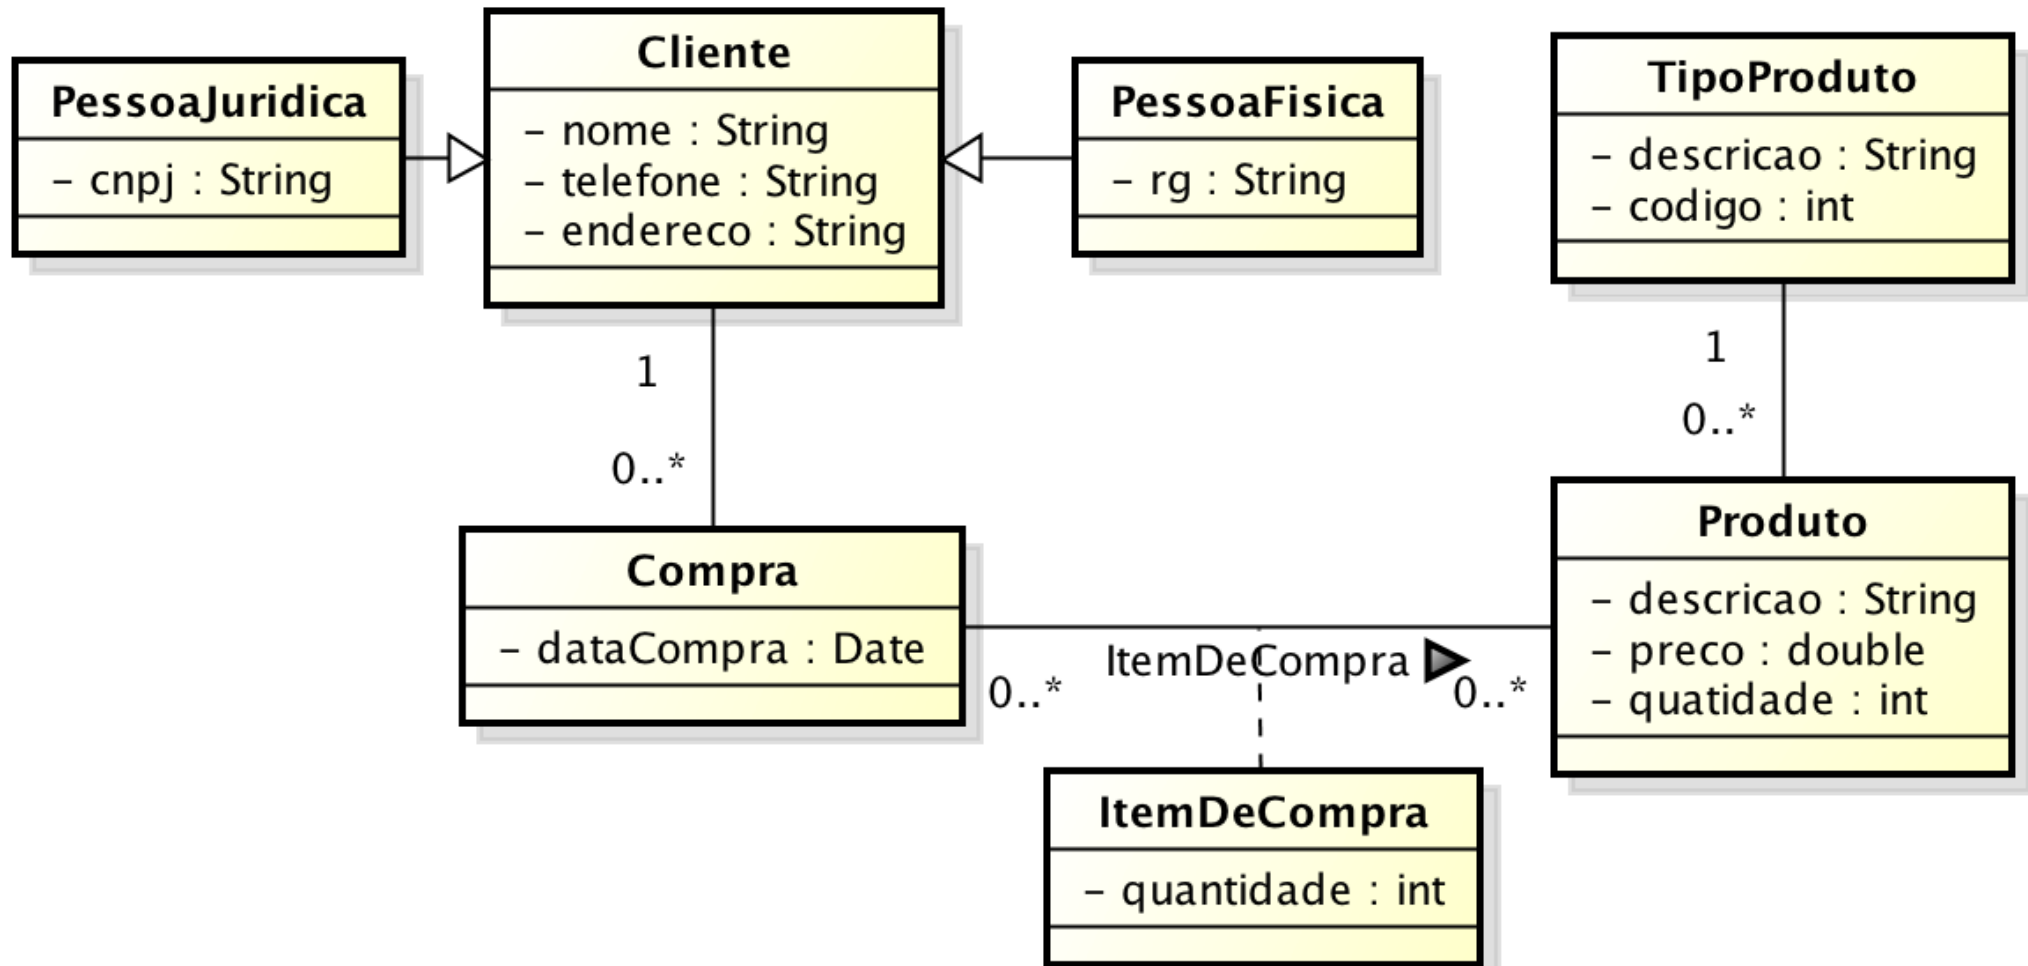 PessoaJuridica
– cnpj : String
Cliente
– nome : String
– telefone : String
– endereco : String
PessoaFisica
– rg : String
TipoProduto
– descricao : String
– codigo : int
1
0..*
1
0..*
Compra
– dataCompra : Date
0..*
ItemDeCompra
0..*
Produto
– descricao : String
– preco : double
– quatidade : int
ItemDeCompra
– quantidade : int